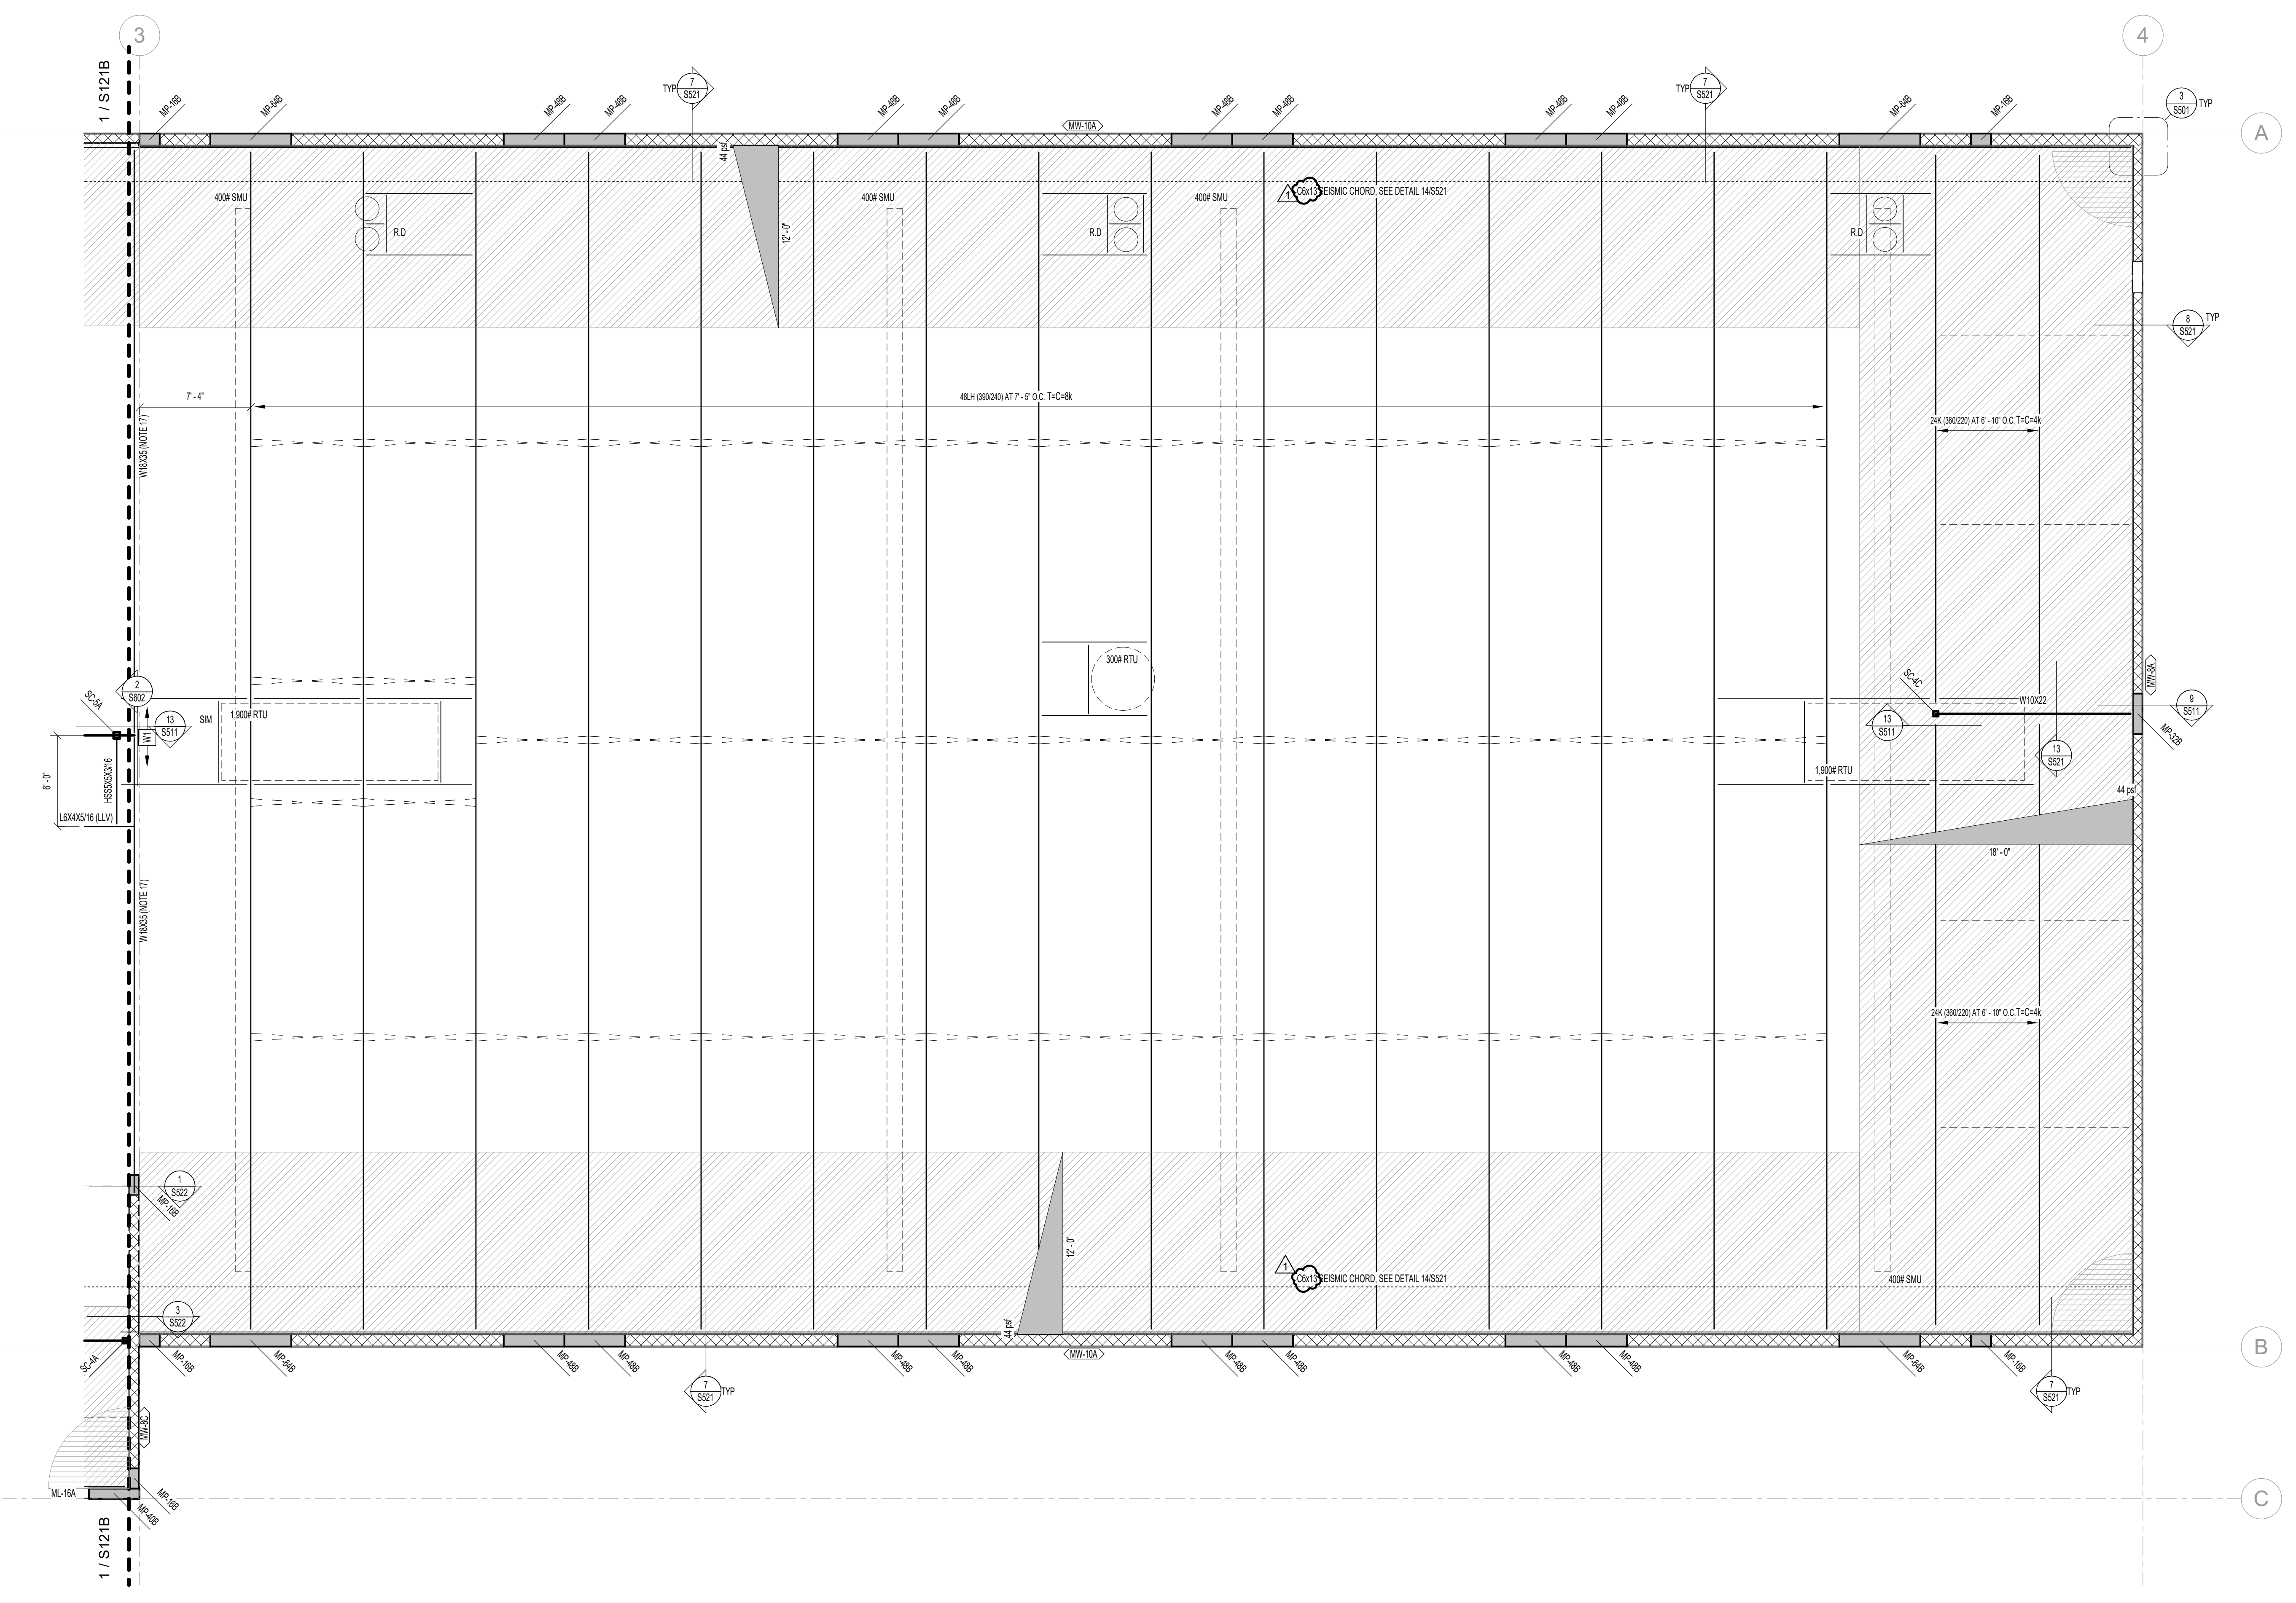 3
4
1 / S121B
MP-16B
MP-64B
MP-48B
MP-48B
TYP
7
S521
MP-48B
MP-48B
MW-10A
MP-48B
MP-48B
MP-48B
MP-48B
TYP
7
S521
MP-64B
MP-16B
3
S501
TYP
A
44 psf
400# SMU
400# SMU
400# SMU
1
C6x13 SEISMIC CHORD, SEE DETAIL 14/S521
R.D
12' - 0"
R.D
R.D
8
S521
TYP
7' - 4"
48LH (390/240) AT 7' - 5" O.C. T=C=8k
W18X35 (NOTE 17)
24K (360/220) AT 6' - 10" O.C. T=C=4k
300# RTU
MW-8A
SC-5A
2
S602
SC-4C
W10X22
13
S511
SIM
1,900# RTU
W1
13
S511
9
S511
MP-32B
13
S521
6' - 0"
HSS5X5X3/16
1,900# RTU
44 psf
L6X4X5/16 (LLV)
18' - 0"
W18X35 (NOTE 17)
24K (360/220) AT 6' - 10" O.C. T=C=4k
1
S522
MP-16B
12' - 0"
1
C6x13 SEISMIC CHORD, SEE DETAIL 14/S521
400# SMU
3
S522
44 psf
B
SC-4A
MP-16B
MP-64B
MP-48B
MP-48B
7
S521
TYP
MP-48B
MP-48B
MW-10A
MP-48B
MP-48B
MP-48B
MP-48B
MP-64B
MP-16B
7
S521
TYP
MW-8C
ML-16A
MP-16B
MP-40B
C
1 / S121B